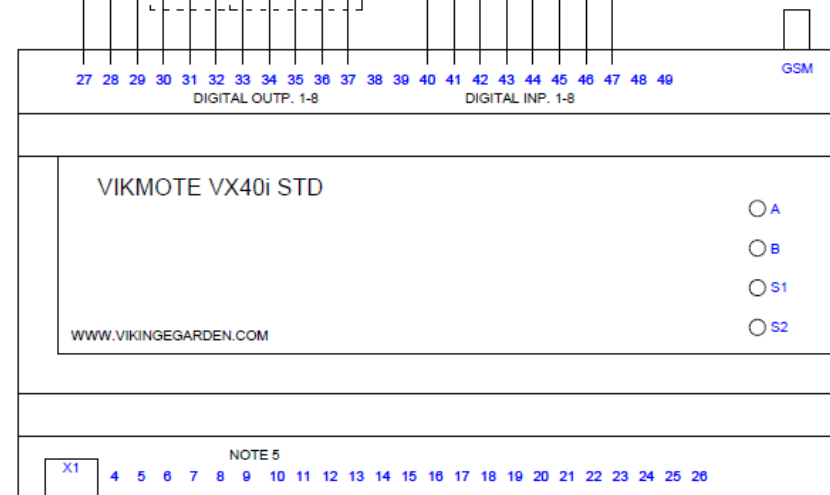 GSM
27 28 29 30 31 32 33 34 35 36 37 38 39 40 41 42 43 44 45 46 47 48 49
DIGITAL OUTP. 1-8 DIGITAL INP. 1-8
VIKMOTE VX40i STD
A
B
S1
S2
WWW.VIKINGEGARDEN.COM
NOTE 5
X1 4 5 6 7 8 9 10 11 12 13 14 15 16 17 18 19 20 21 22 23 24 25 26